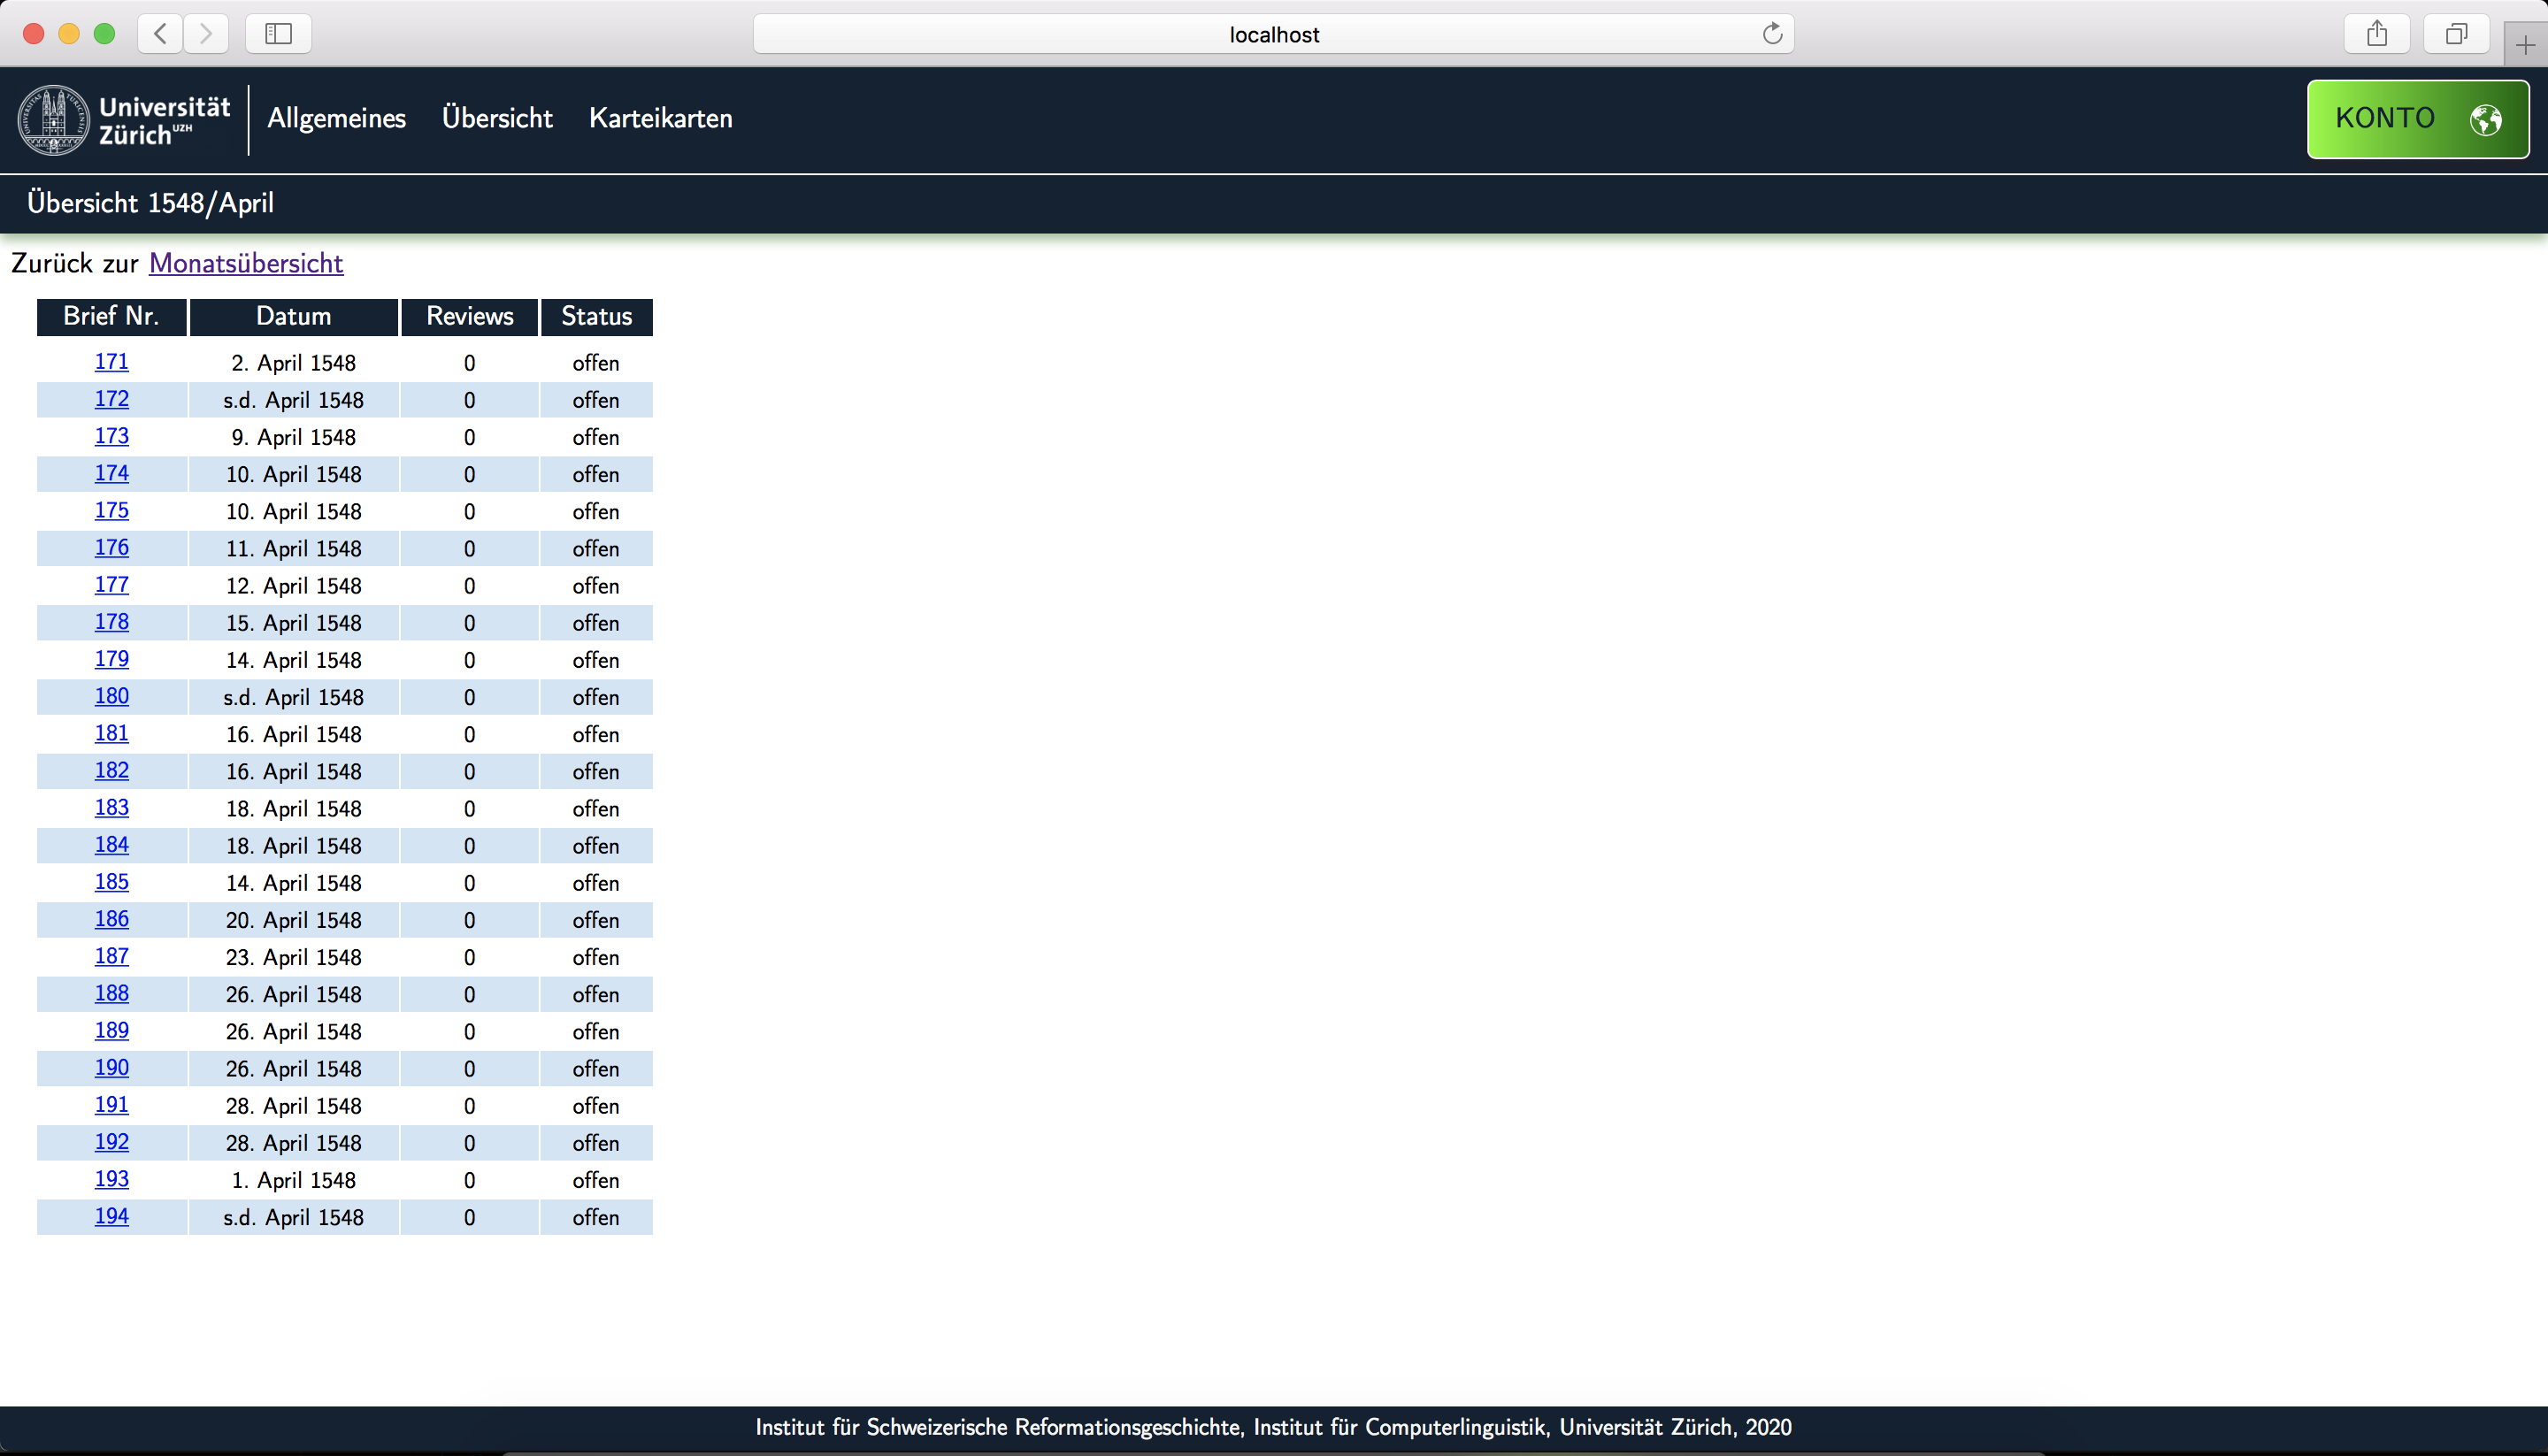 localhost
Universität
Zürich UZH
Allgemeines Übersicht Karteikarten KONTO
Übersicht 1548/April
Zurück zur Monatsübersicht
Brief Nr. Datum Reviews Status
171 2. April 1548 0 offen
172 s.d. April 1548 0 offen
173 9. April 1548 0 offen
174 10. April 1548 0 offen
175 10. April 1548 0 offen
176 11. April 1548 0 offen
177 12. April 1548 0 offen
178 15. April 1548 0 offen
179 14. April 1548 0 offen
180 s.d. April 1548 0 offen
181 16. April 1548 0 offen
182 16. April 1548 0 offen
183 18. April 1548 0 offen
184 18. April 1548 0 offen
185 14. April 1548 0 offen
186 20. April 1548 0 offen
187 23. April 1548 0 offen
188 26. April 1548 0 offen
189 26. April 1548 0 offen
190 26. April 1548 0 offen
191 28. April 1548 0 offen
192 28. April 1548 0 offen
193 1. April 1548 0 offen
194 s.d. April 1548 0 offen
Institut für Schweizerische Reformationsgeschichte, Institut für Computerlinguistik, Universität Zürich, 2020